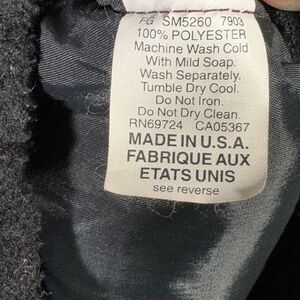 FG SM5260 7903
100% POLYESTER
Machine Wash Cold
With Mild Soap.
Wash Separately.
Tumble Dry Cool.
Do Not Iron.
Do Not Dry Clean.
RN69724 CA05367
MADE IN U.S.A.
FABRIQUE AUX
ETATS UNIS
see reverse